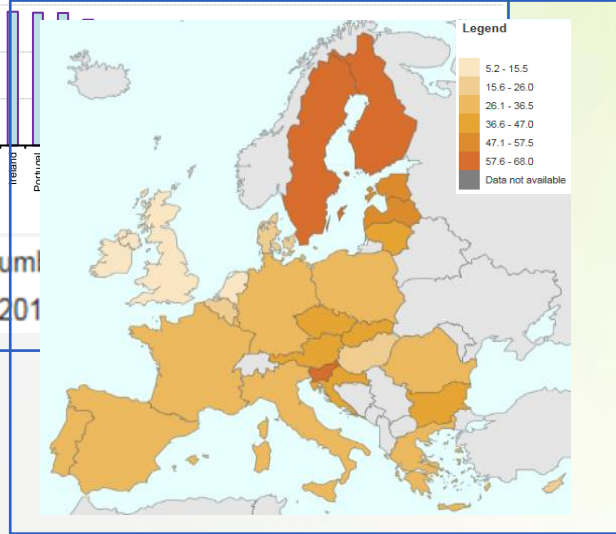 Ireland
Portugal
201
Legend
5.2 - 15.5
15.6 - 26.0
26.1 - 36.5
36.6 - 47.0
47.1 - 57.5
57.6 - 68.0
Data not available